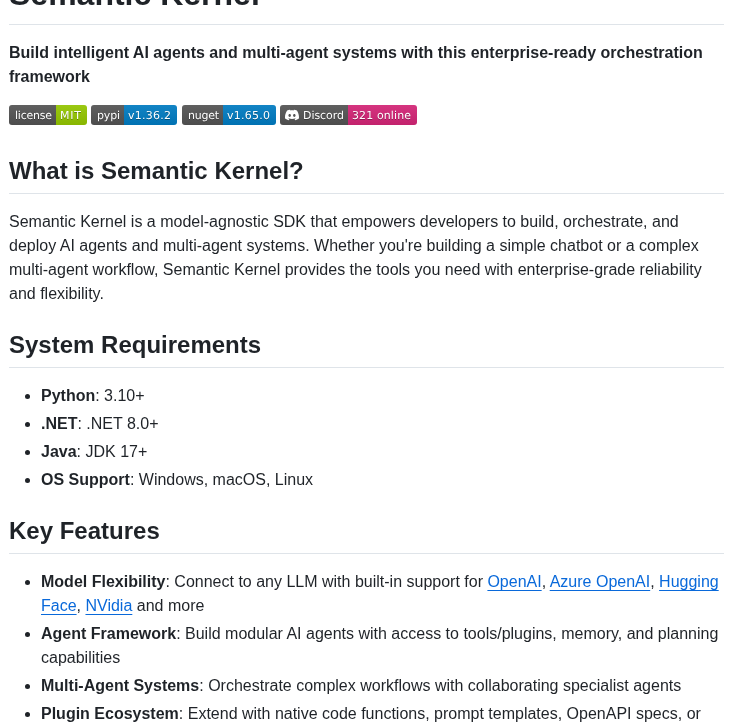 Semantic Kernel
Build intelligent AI agents and multi-agent systems with this enterprise-ready orchestration
framework
license MIT pypi v1.36.2 nuget v1.65.0 Discord 321 online
What is Semantic Kernel?
Semantic Kernel is a model-agnostic SDK that empowers developers to build, orchestrate, and
deploy AI agents and multi-agent systems. Whether you're building a simple chatbot or a complex
multi-agent workflow, Semantic Kernel provides the tools you need with enterprise-grade reliability
and flexibility.
System Requirements
Python: 3.10+
.NET: .NET 8.0+
Java: JDK 17+
OS Support: Windows, macOS, Linux
Key Features
Model Flexibility: Connect to any LLM with built-in support for OpenAI, Azure OpenAI, Hugging
Face, NVidia and more
Agent Framework: Build modular AI agents with access to tools/plugins, memory, and planning
capabilities
Multi-Agent Systems: Orchestrate complex workflows with collaborating specialist agents
Plugin Ecosystem: Extend with native code functions, prompt templates, OpenAPI specs, or